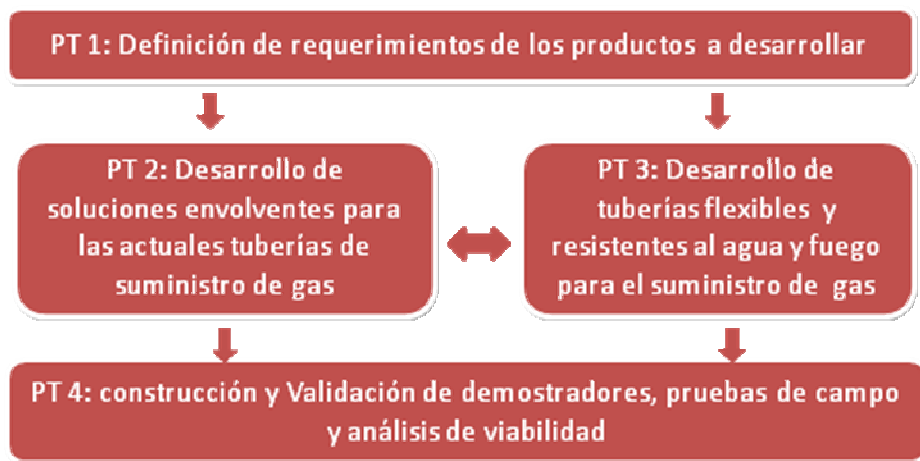 PT 1: Definición de requerimientos de los productos a desarrollar
PT 2: Desarrollo de
soluciones envolventes para
las actuales tuberías de
suministro de gas
PT 3: Desarrollo de
tuberías flexibles y
resistentes al agua y fuego
para el suministro de gas
PT 4: construcción y Validación de demostradores, pruebas de campo
y análisis de viabilidad